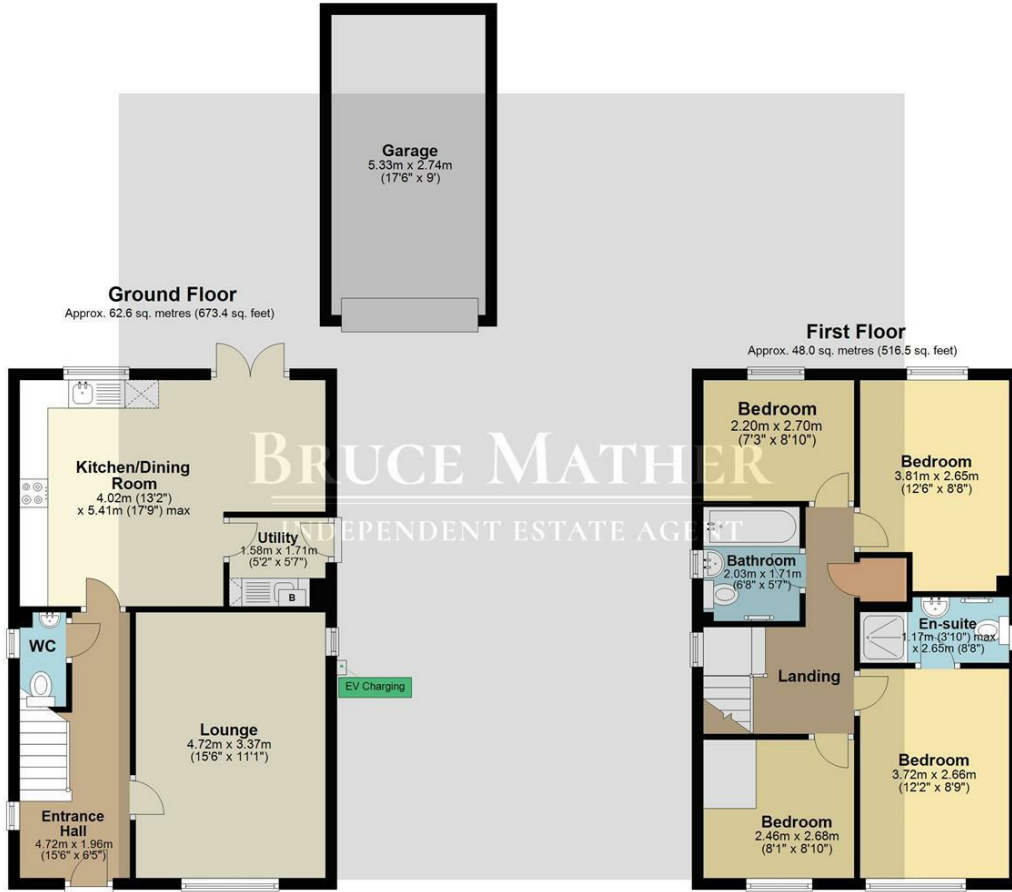 Garage
5.33m x 2.74m
(17'6" x 9')
Ground Floor
Approx. 62.6 sq. metres (673.4 sq. feet)
Kitchen/Dining
Room
4.02m (13'2")
x 5.41m (17'9") max
Utility
1.58m x 1.71m
(5'2" x 5'7")
B
WC
EV Charging
Lounge
4.72m x 3.37m
(15'6" x 11'1")
Entrance
Hall
4.72m x 1.96m
(15'6" x 6'5")
BRUCE MATHER
INDEPENDENT ESTATE AGENT
First Floor
Approx. 48.0 sq. metres (516.5 sq. feet)
Bedroom
2.20m x 2.70m
(7'3" x 8'10")
Bedroom
3.81m x 2.65m
(12'6" x 8'8")
Bathroom
2.03m x 1.71m
(6'8" x 5'7")
En-suite
1.17m (3'10") max
x 2.65m (8'8")
Landing
Bedroom
3.72m x 2.66m
(12'2" x 8'9")
Bedroom
2.46m x 2.68m
(8'1" x 8'10")